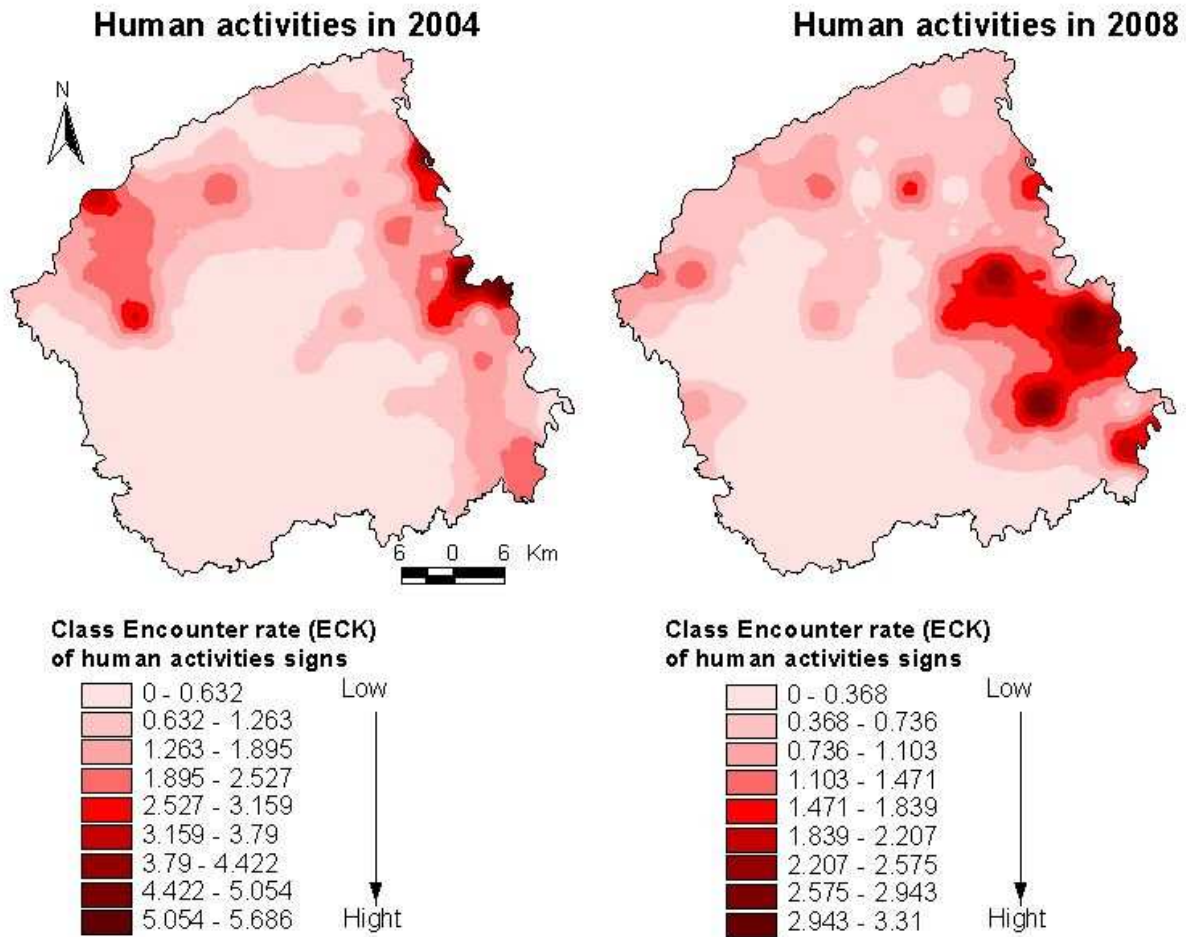 Human activities in 2004
Human activities in 2008
N
6 0 6 Km
Class Encounter rate (ECK)
of human activities signs
0 - 0.632
0.632 - 1.263
1.263 - 1.895
1.895 - 2.527
2.527 - 3.159
3.159 - 3.79
3.79 - 4.422
4.422 - 5.054
5.054 - 5.686
Low
Hight
Class Encounter rate (ECK)
of human activities signs
0 - 0.368
0.368 - 0.736
0.736 - 1.103
1.103 - 1.471
1.471 - 1.839
1.839 - 2.207
2.207 - 2.575
2.575 - 2.943
2.943 - 3.31
Low
Hight